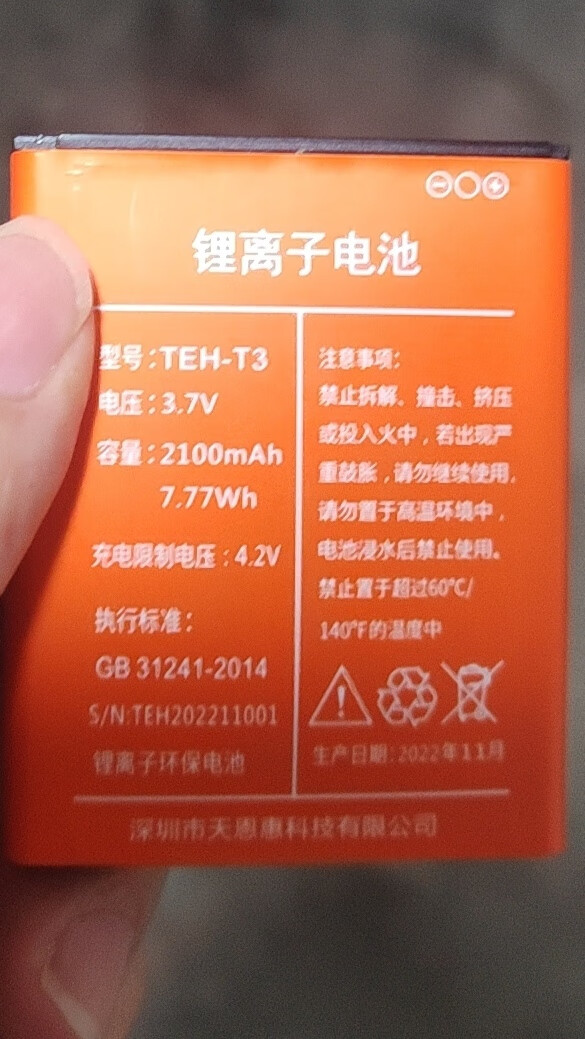 锂离子电池
型号:TEH-T3
电压:3.7V
容量:2100mAh
7.77Wh
充电限制电压:4.2V
执行标准:
GB 31241-2014
S/N:TEH202211001
锂离子环保电池
注意事项:
禁止拆解、撞击、挤压
或投入火中,若出现严
重鼓胀,请勿继续使用,
请勿置于高温环境中,
电池浸水后禁止使用。
禁止置于超过60℃/
140℉的温度中
生产日期:2022年11月
深圳市天恩惠科技有限公司